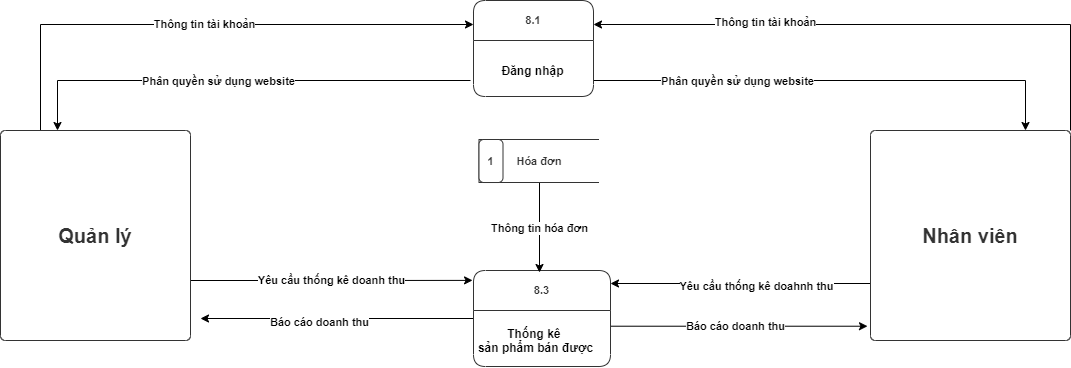 Thông tin tài khoản
8.1
Thông tin tài khoản
Đăng nhập
Phân quyền sử dụng website
Phân quyền sử dụng website
1
Hóa đơn
Quản lý
Thông tin hóa đơn
Nhân viên
Yêu cầu thống kê doanh thu
8.3
Yêu cầu thống kê doahnh thu
Báo cáo doanh thu
Thống kê
sản phẩm bán được
Báo cáo doanh thu